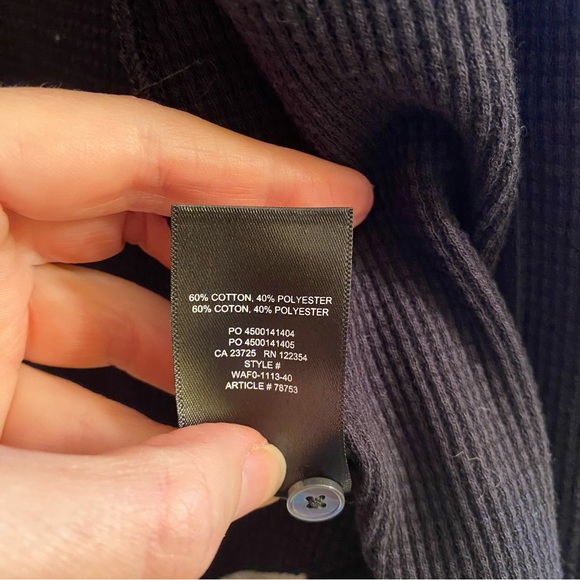 60% COTTON, 40% POLYESTER
60% COTON, 40% POLYESTER
PO 4500141404
PO 4500141405
CA 23725 RN 122354
STYLE #
WAF0-1113-40
ARTICLE # 78753